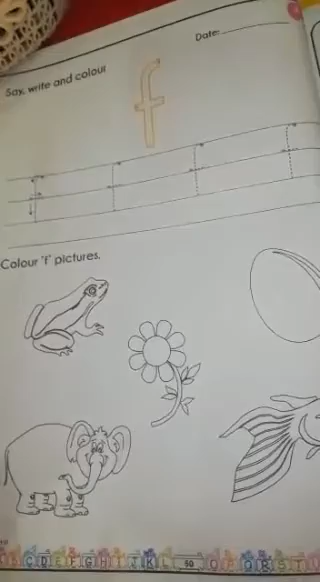 Date:
Say, write and colour
f
Colour 'f' pictures.
C D E F G H I J K L 50 O P Q R S T